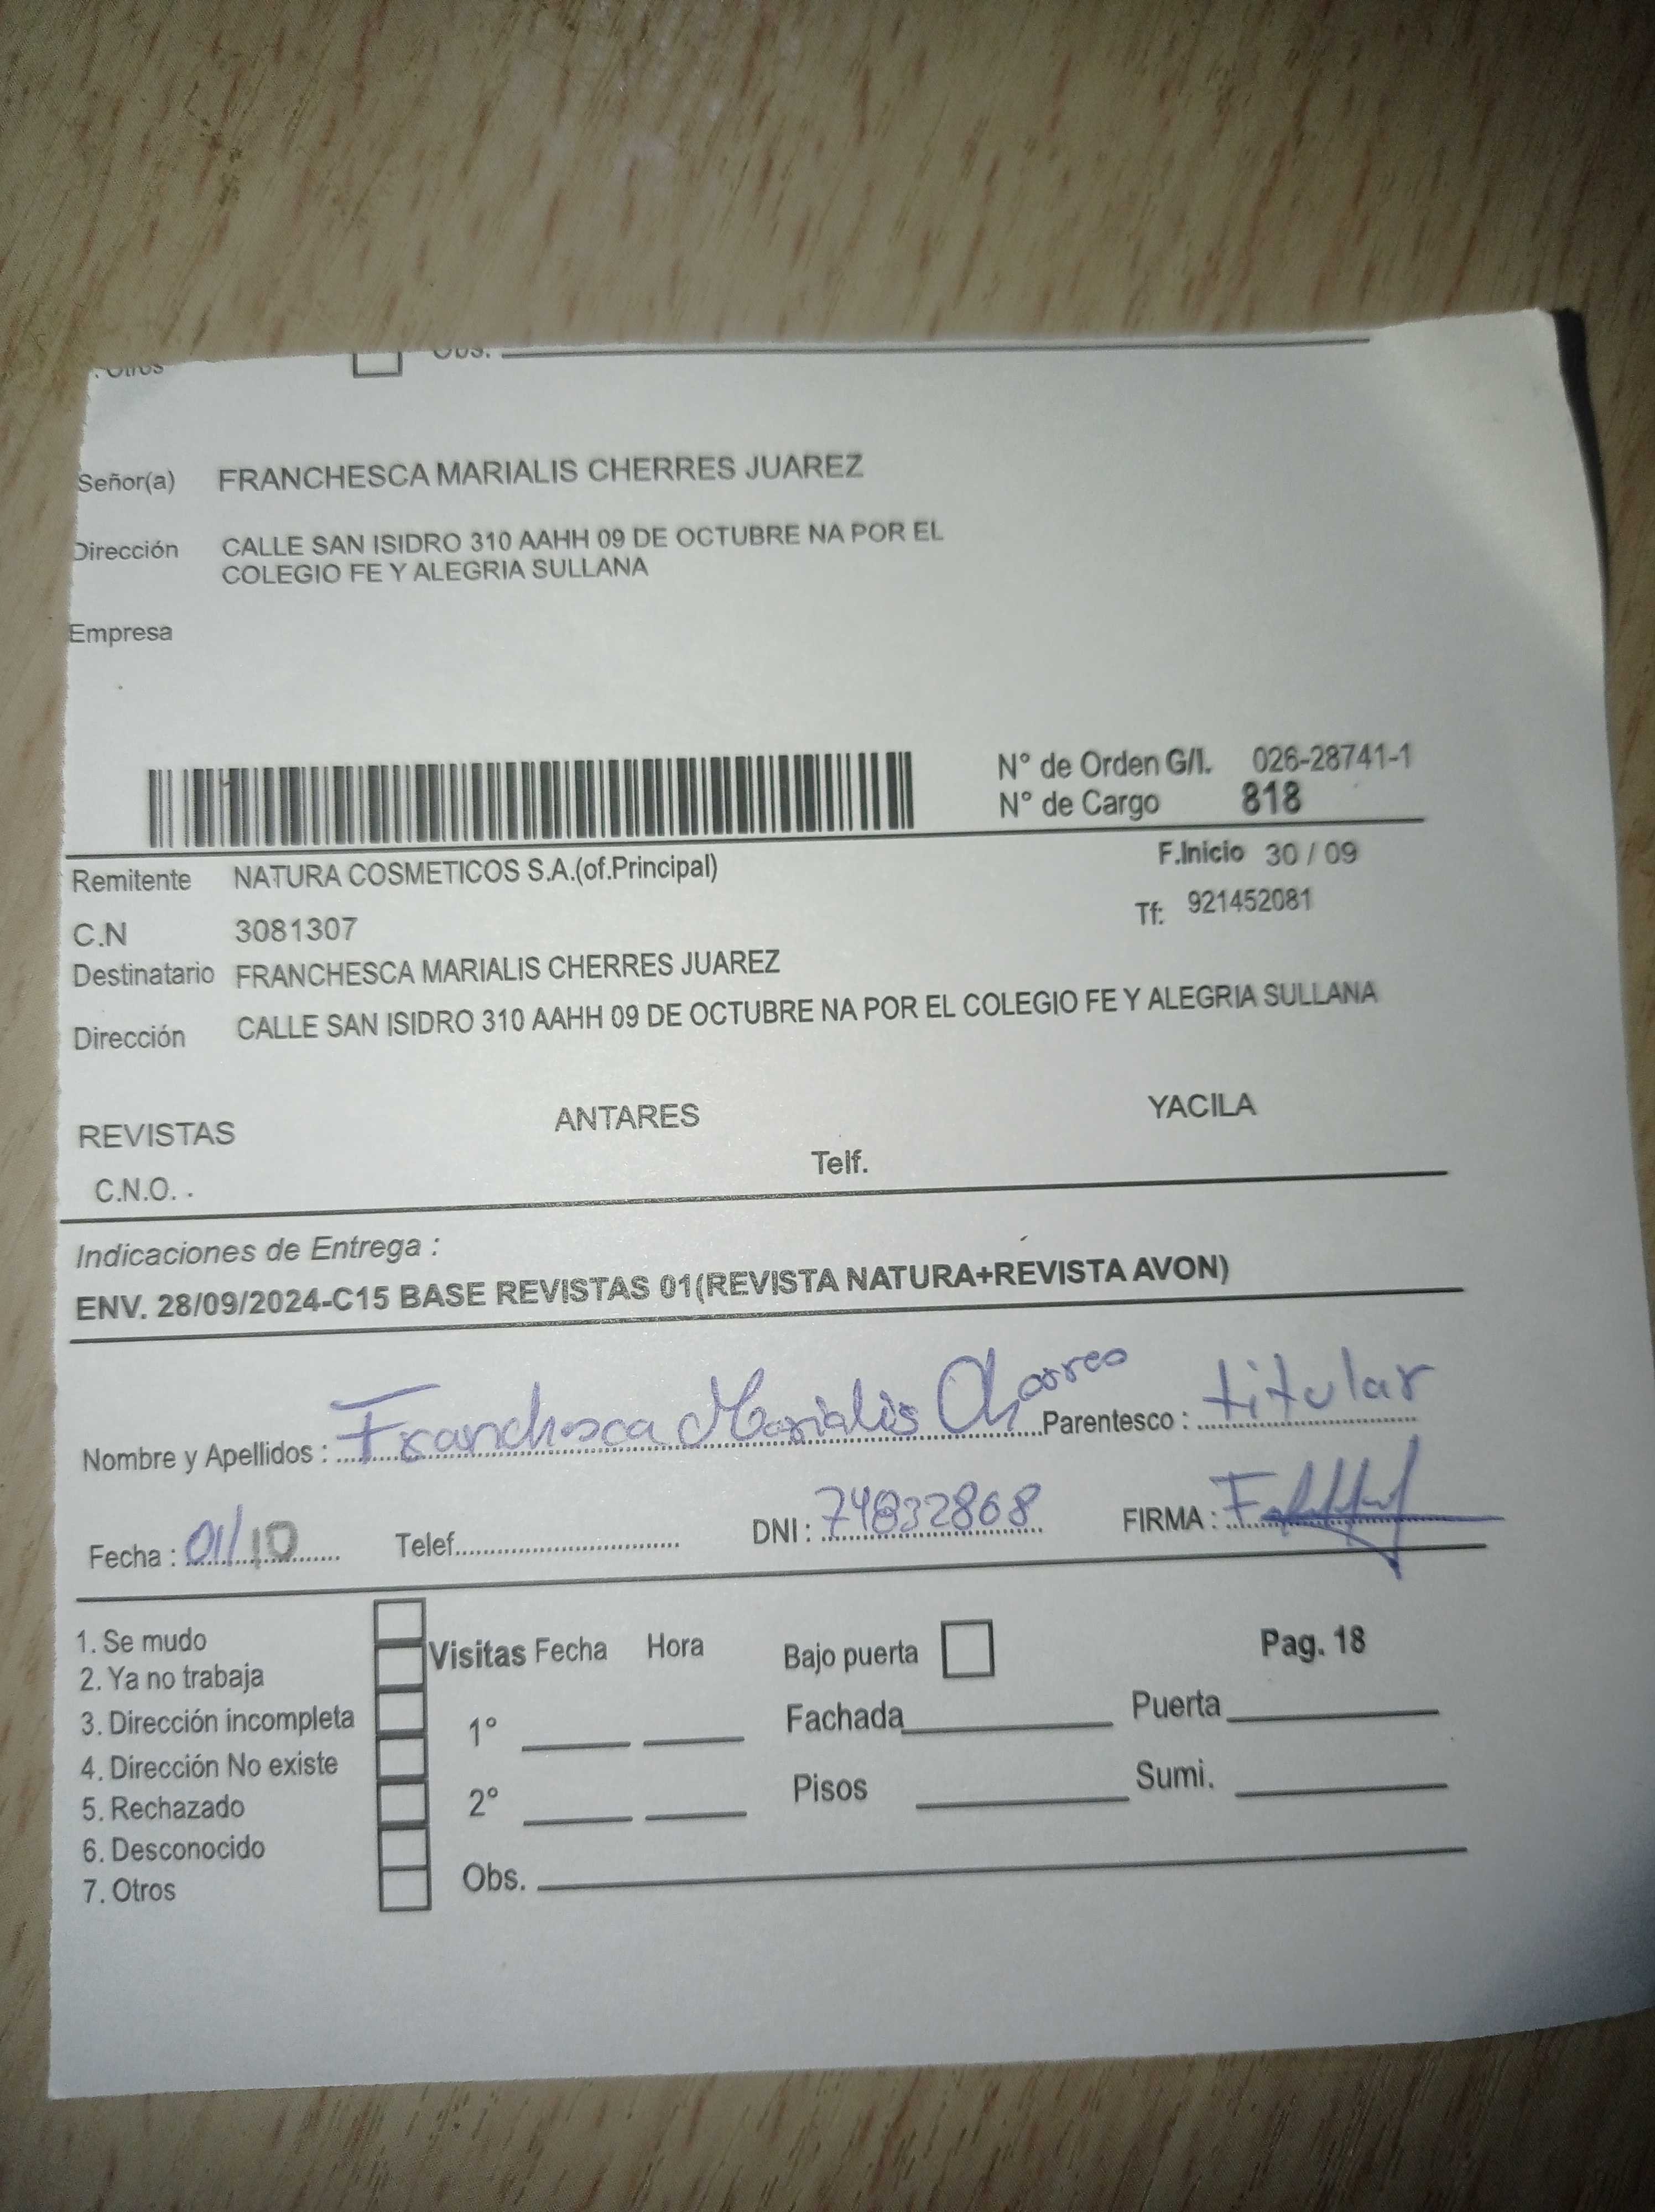 . Otros Obs.
Señor(a) FRANCHESCA MARIALIS CHERRES JUAREZ
Dirección CALLE SAN ISIDRO 310 AAHH 09 DE OCTUBRE NA POR EL
COLEGIO FE Y ALEGRIA SULLANA
Empresa
N° de Orden G/I. 026-28741-1
N° de Cargo 818
Remitente NATURA COSMETICOS S.A.(of.Principal) F.Inicio 30 / 09
C.N 3081307 Tf: 921452081
Destinatario FRANCHESCA MARIALIS CHERRES JUAREZ
Dirección CALLE SAN ISIDRO 310 AAHH 09 DE OCTUBRE NA POR EL COLEGIO FE Y ALEGRIA SULLANA
REVISTAS ANTARES YACILA
C.N.O. . Telf.
Indicaciones de Entrega :
ENV. 28/09/2024-C15 BASE REVISTAS 01(REVISTA NATURA+REVISTA AVON)
Nombre y Apellidos : Franchesca Marialis Parentesco : titular
Fecha : 01/10 Telef. DNI : 74832868 FIRMA :
1. Se mudo
2. Ya no trabaja
3. Dirección incompleta
4. Dirección No existe
5. Rechazado
6. Desconocido
7. Otros
Visitas Fecha Hora Bajo puerta Pag. 18
1° Fachada Puerta
2° Pisos Sumi.
Obs.